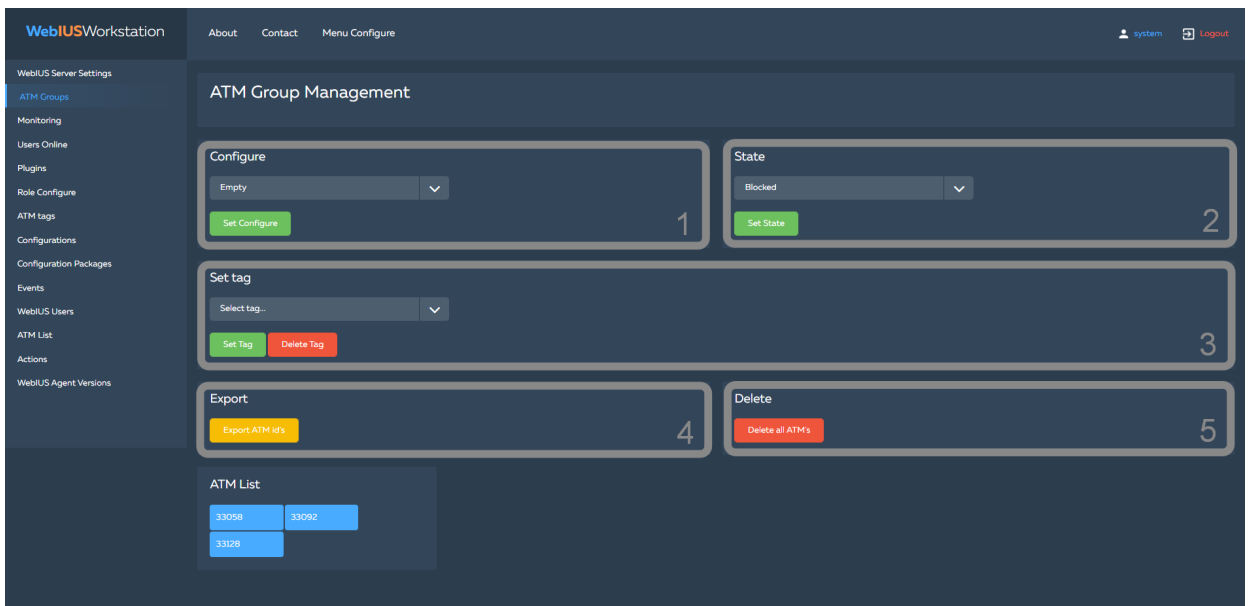 WebIUSWorkstation
About Contact Menu Configure
system Logout
WebIUS Server Settings
ATM Groups
Monitoring
Users Online
Plugins
Role Configure
ATM tags
Configurations
Configuration Packages
Events
WebIUS Users
ATM List
Actions
WebIUS Agent Versions
ATM Group Management
Configure
Empty
Set Configure
1
State
Blocked
Set State
2
Set tag
Select tag...
Set Tag Delete Tag
3
Export
Export ATM id's
4
Delete
Delete all ATM's
5
ATM List
33058 33092
33128